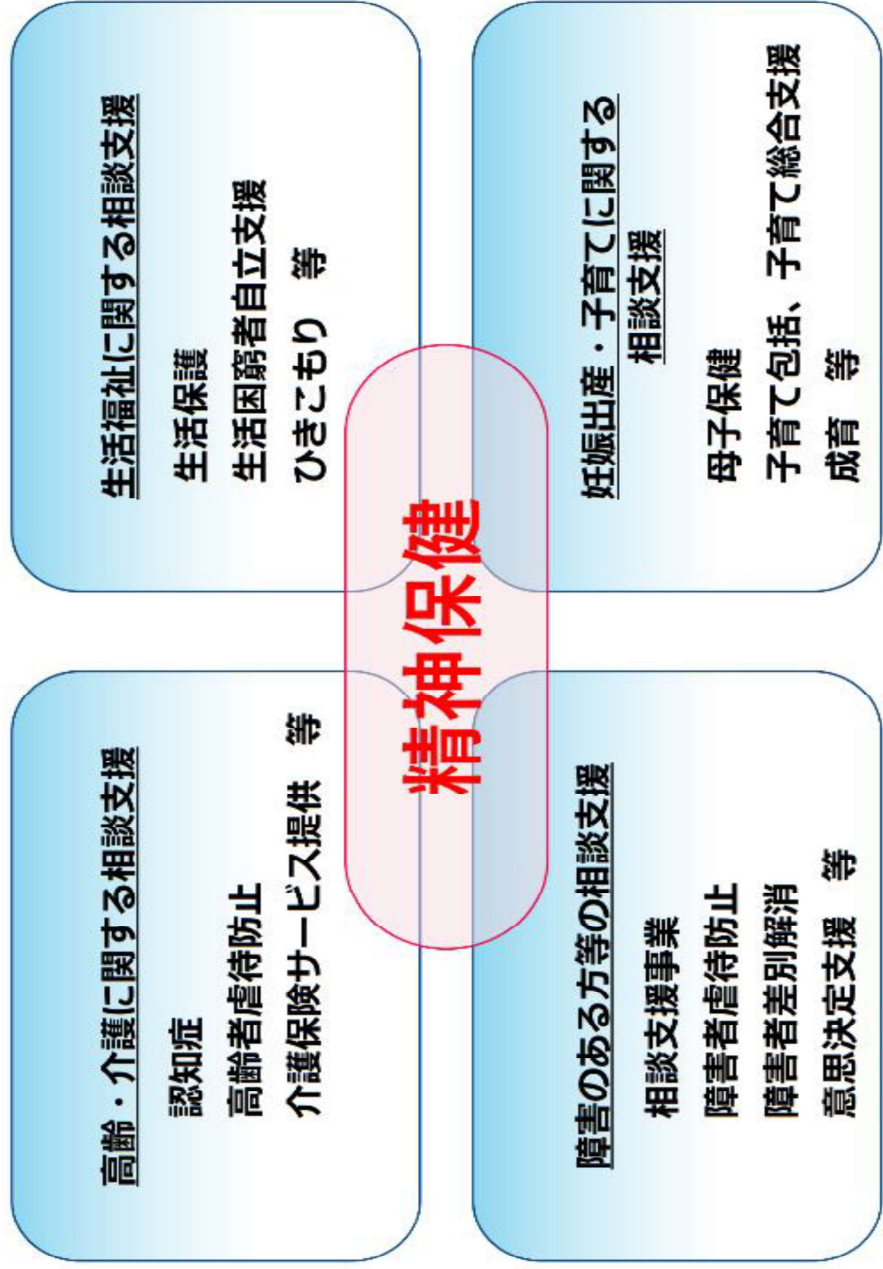 高齢・介護に関する相談支援
認知症
高齢者虐待防止
介護保険サービス提供　等
生活福祉に関する相談支援
生活保護
生活困窮者自立支援
ひきこもり　等
精神保健
障害のある方等の相談支援
相談支援事業
障害者虐待防止
障害者差別解消
意思決定支援　等
妊娠出産・子育てに関する
相談支援
母子保健
子育て包括、子育て総合支援
成育　等